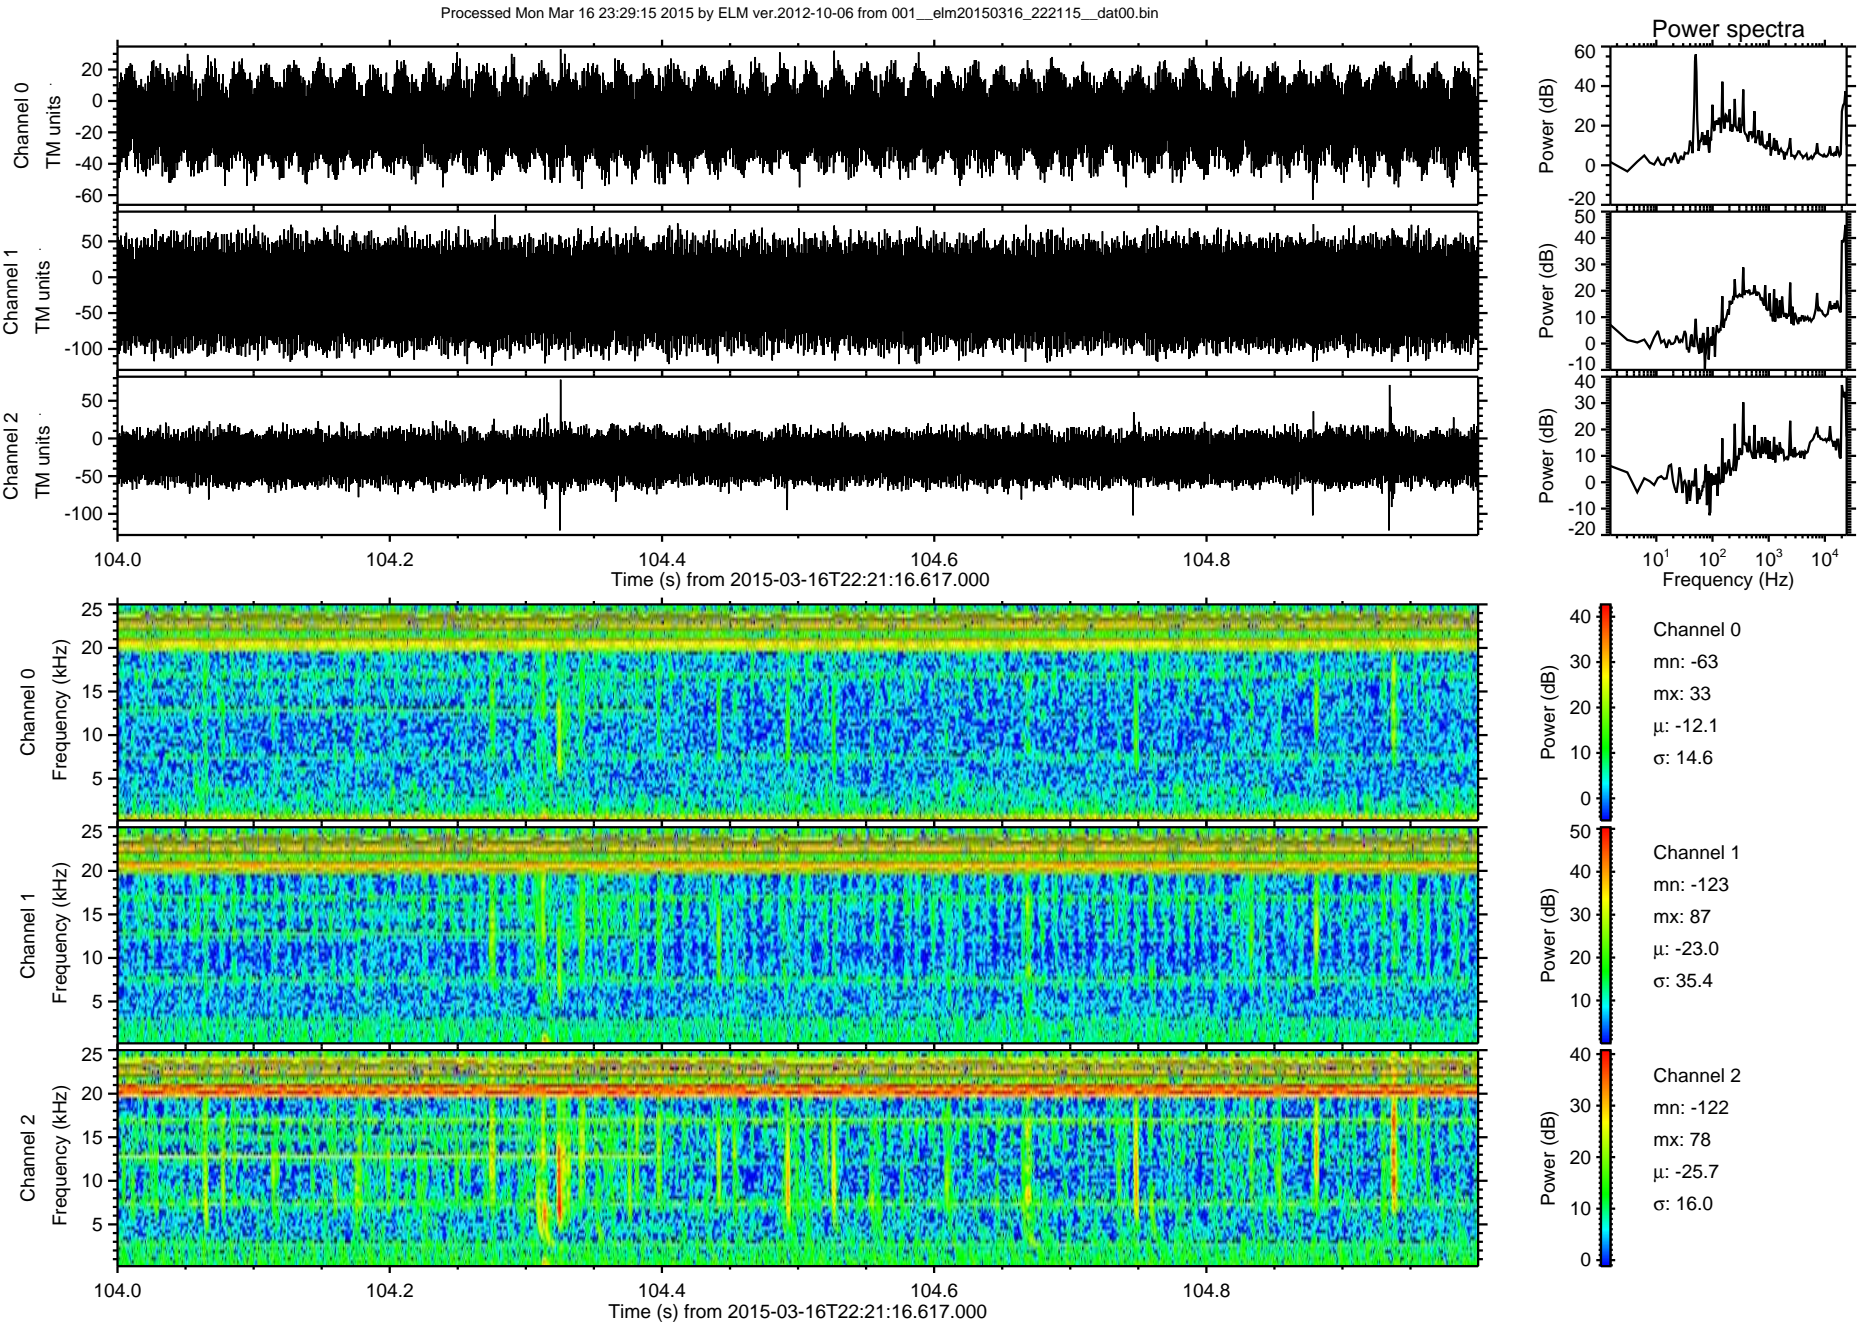 Processed Mon Mar 16 23:29:15 2015 by ELM ver.2012-10-06 from 001__elm20150316_222115__dat00.bin
Power spectra
Channel 0
TM units
20
0
-20
-40
-60
Power (dB)
60
40
20
0
-20
Channel 1
TM units
50
0
-50
-100
Power (dB)
50
40
30
20
10
0
-10
Channel 2
TM units
50
0
-50
-100
Power (dB)
40
30
20
10
0
-10
-20
104.0 104.2 104.4 104.6 104.8
Time (s) from 2015-03-16T22:21:16.617.000
10¹ 10² 10³ 10⁴
Frequency (Hz)
Channel 0
Frequency (kHz)
25
20
15
10
5
Power (dB)
40
30
20
10
0
Channel 0
mn: -63
mx: 33
μ: -12.1
σ: 14.6
Channel 1
Frequency (kHz)
25
20
15
10
5
Power (dB)
50
40
30
20
10
Channel 1
mn: -123
mx: 87
μ: -23.0
σ: 35.4
Channel 2
Frequency (kHz)
25
20
15
10
5
Power (dB)
40
30
20
10
0
Channel 2
mn: -122
mx: 78
μ: -25.7
σ: 16.0
104.0 104.2 104.4 104.6 104.8
Time (s) from 2015-03-16T22:21:16.617.000